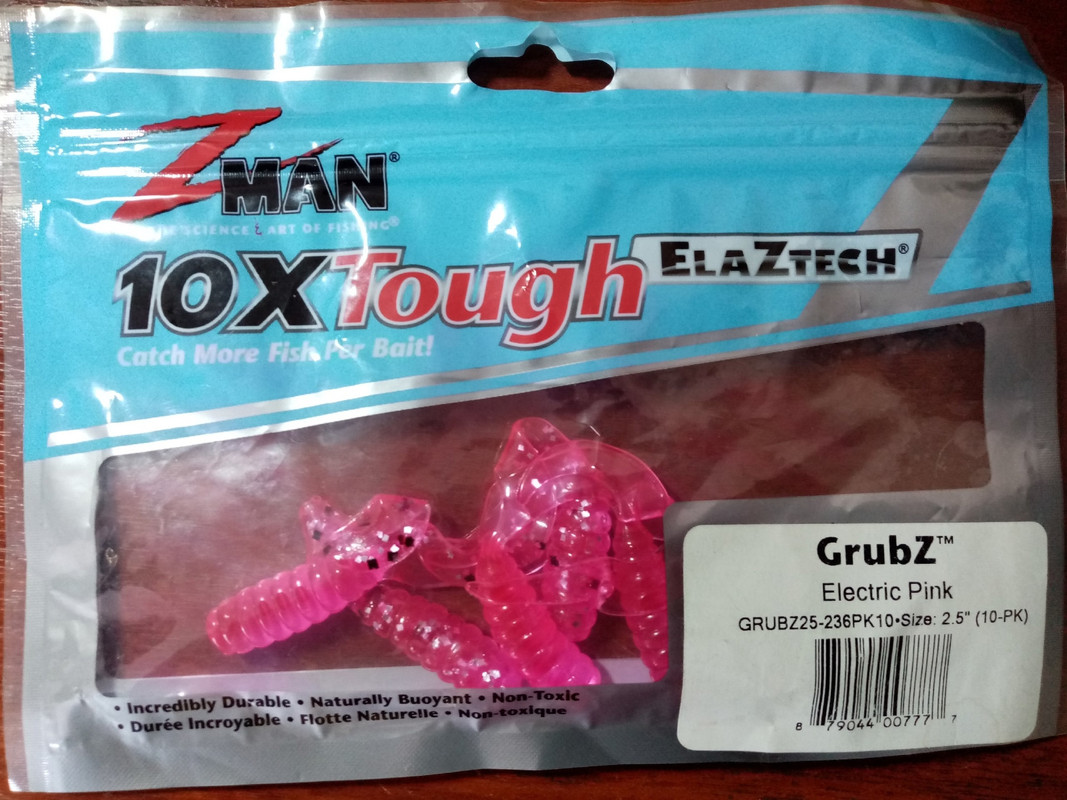 ZMAN®
THE SCIENCE & ART OF FISHING®
10X Tough ELAZTECH®
Catch More Fish Per Bait!
GrubZ™
Electric Pink
GRUBZ25-236PK10•Size: 2.5" (10-PK)
8 79044 00777 7
• Incredibly Durable • Naturally Buoyant • Non-Toxic
• Durée Incroyable • Flotte Naturelle • Non-toxique